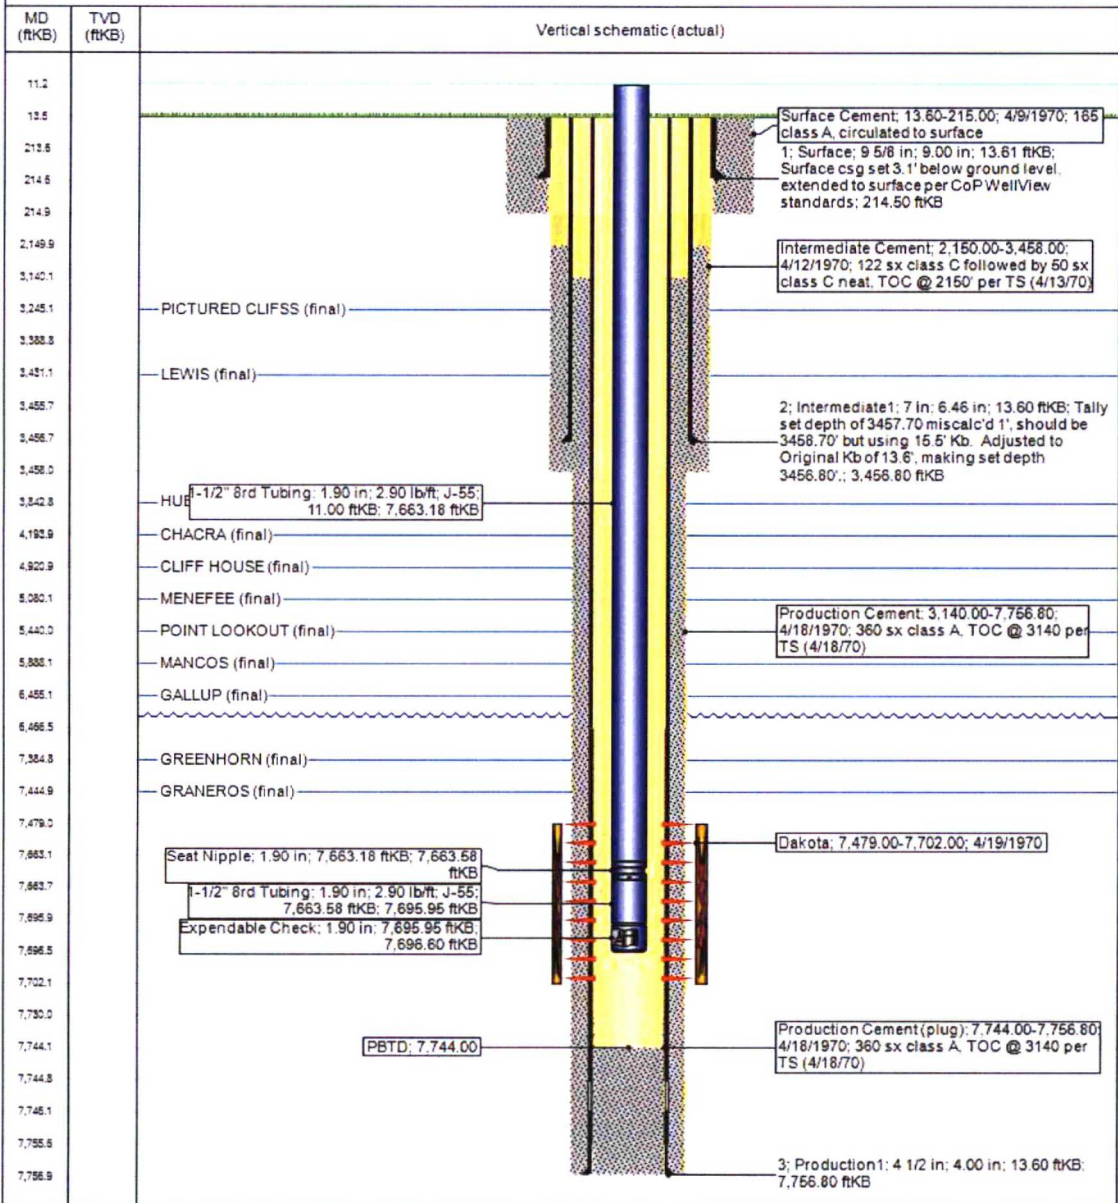 MD
(ftKB)
TVD
(ftKB)
Vertical schematic (actual)
11.2
13.5
213.6
214.6
214.9
2,149.9
3,140.1
3,245.1
3,388.8
3,431.1
3,455.7
3,456.7
3,458.0
3,842.8
4,193.9
4,920.9
5,080.1
5,440.0
5,888.1
6,455.1
6,466.5
7,384.8
7,444.9
7,479.0
7,663.1
7,663.7
7,695.9
7,696.5
7,702.1
7,730.0
7,744.1
7,744.8
7,746.1
7,755.6
7,756.9
Surface Cement; 13.60-215.00; 4/9/1970; 165
class A, circulated to surface
1; Surface; 9 5/8 in; 9.00 in; 13.61 ftKB;
Surface csg set 3.1' below ground level,
extended to surface per CoP WellView
standards; 214.50 ftKB
Intermediate Cement; 2,150.00-3,458.00;
4/12/1970; 122 sx class C followed by 50 sx
class C neat, TOC @ 2150' per TS (4/13/70)
PICTURED CLIFSS (final)
LEWIS (final)
2; Intermediate1; 7 in; 6.46 in; 13.60 ftKB; Tally
set depth of 3457.70 miscalc'd 1', should be
3458.70' but using 15.5' Kb. Adjusted to
Original Kb of 13.6', making set depth
3456.80'.; 3,456.80 ftKB
HUE
1-1/2" 8rd Tubing; 1.90 in; 2.90 lb/ft; J-55;
11.00 ftKB; 7,663.18 ftKB
CHACRA (final)
CLIFF HOUSE (final)
MENEFEE (final)
Production Cement; 3,140.00-7,756.80;
4/18/1970; 360 sx class A, TOC @ 3140 per
TS (4/18/70)
POINT LOOKOUT (final)
MANCOS (final)
GALLUP (final)
GREENHORN (final)
GRANEROS (final)
Dakota; 7,479.00-7,702.00; 4/19/1970
Seat Nipple; 1.90 in; 7,663.18 ftKB; 7,663.58
ftKB
1-1/2" 8rd Tubing; 1.90 in; 2.90 lb/ft; J-55;
7,663.58 ftKB; 7,695.95 ftKB
Expendable Check; 1.90 in; 7,695.95 ftKB;
7,696.60 ftKB
PBTD; 7,744.00
Production Cement (plug); 7,744.00-7,756.80;
4/18/1970; 360 sx class A, TOC @ 3140 per
TS (4/18/70)
3; Production1; 4 1/2 in; 4.00 in; 13.60 ftKB;
7,756.80 ftKB